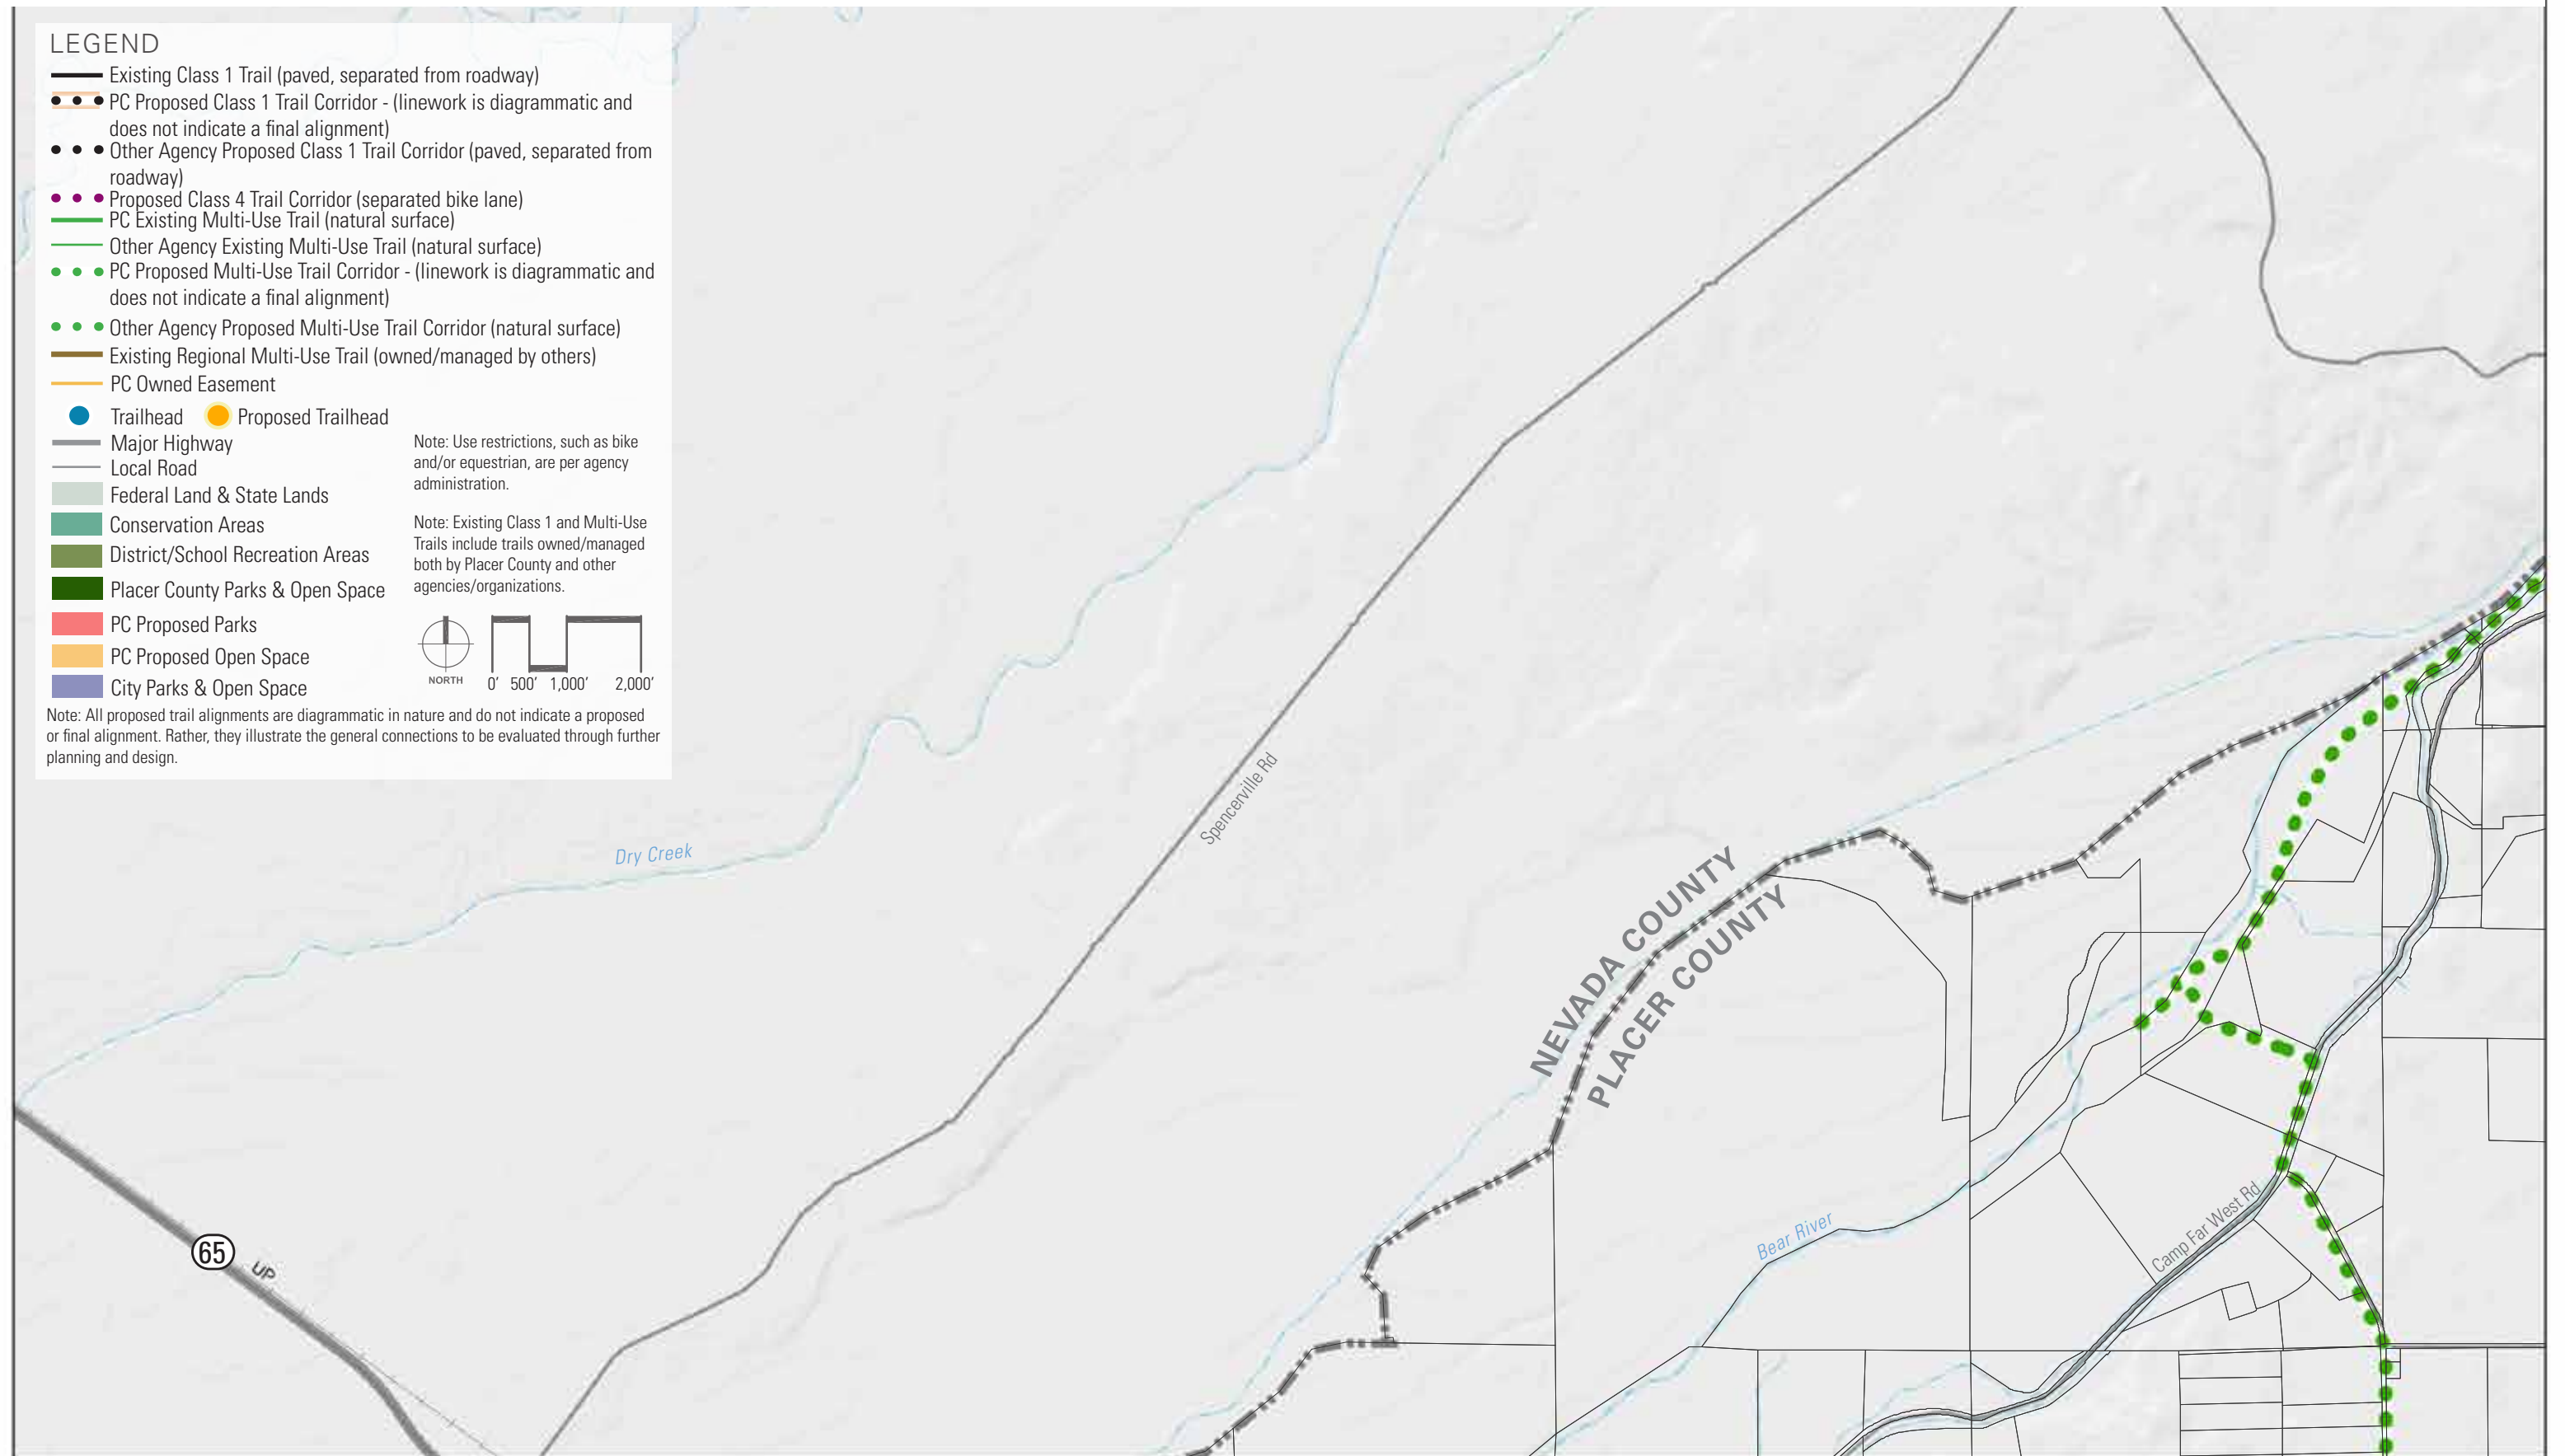 LEGEND
Existing Class 1 Trail (paved, separated from roadway)
PC Proposed Class 1 Trail Corridor - (linework is diagrammatic and
does not indicate a final alignment)
Other Agency Proposed Class 1 Trail Corridor (paved, separated from
roadway)
Proposed Class 4 Trail Corridor (separated bike lane)
PC Existing Multi-Use Trail (natural surface)
Other Agency Existing Multi-Use Trail (natural surface)
PC Proposed Multi-Use Trail Corridor - (linework is diagrammatic and
does not indicate a final alignment)
Other Agency Proposed Multi-Use Trail Corridor (natural surface)
Existing Regional Multi-Use Trail (owned/managed by others)
PC Owned Easement
Trailhead Proposed Trailhead
Major Highway
Local Road
Federal Land & State Lands
Conservation Areas
District/School Recreation Areas
Placer County Parks & Open Space
PC Proposed Parks
PC Proposed Open Space
City Parks & Open Space
Note: Use restrictions, such as bike
and/or equestrian, are per agency
administration.
Note: Existing Class 1 and Multi-Use
Trails include trails owned/managed
both by Placer County and other
agencies/organizations.
NORTH
0' 500' 1,000' 2,000'
Note: All proposed trail alignments are diagrammatic in nature and do not indicate a proposed
or final alignment. Rather, they illustrate the general connections to be evaluated through further
planning and design.
Dry Creek
Spencerville Rd
NEVADA COUNTY
PLACER COUNTY
Bear River
Camp Far West Rd
65
UP